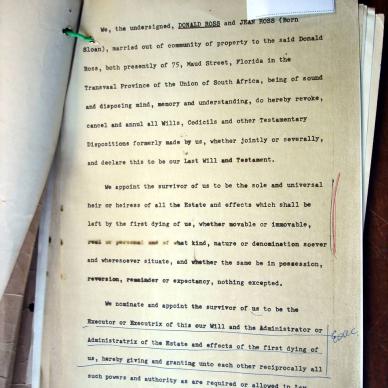 We, the undersigned, DONALD ROSS and JEAN ROSS (Born
Sloan), married out of community of property to the said Donald
Ross, both presently of 75, Maud Street, Florida in the
Transvaal Province of the Union of South Africa, being of sound
and disposing mind, memory and understanding, do hereby revoke,
cancel and annul all Wills, Codicils and other Testamentary
Dispositions formerly made by us, whether jointly or severally,
and declare this to be our Last Will and Testament.
We appoint the survivor of us to be the sole and universal
heir or heiress of all the Estate and effects which shall be
left by the first dying of us, whether movable or immovable,
real or personal and of what kind, nature or denomination soever
and wheresoever situate, and whether the same be in possession,
reversion, remainder or expectancy, nothing excepted.
We nominate and appoint the survivor of us to be the
Executor or Executrix of this our Will and the Administrator or
Administratrix of the Estate and effects of the first dying of
us, hereby giving and granting unto each other reciprocally all
such powers and authority as are required or allowed in Law